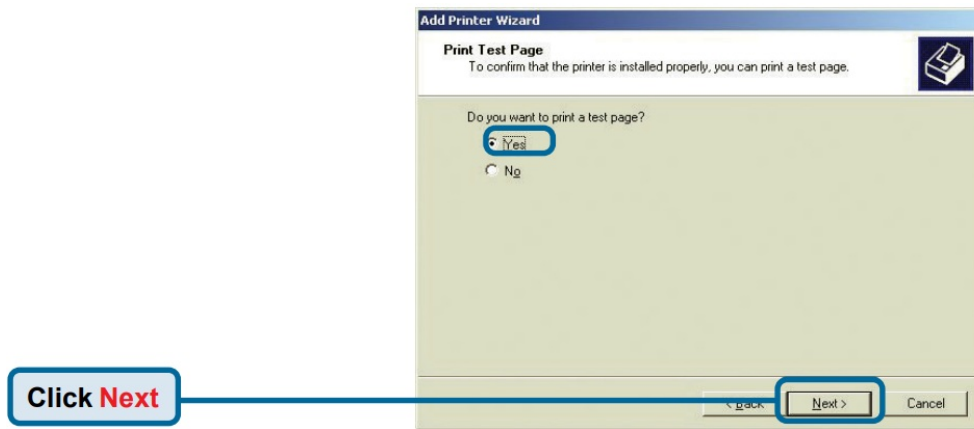 Add Printer Wizard
Print Test Page
To confirm that the printer is installed properly, you can print a test page.
Do you want to print a test page?
Yes
No
Click Next
< Back Next > Cancel